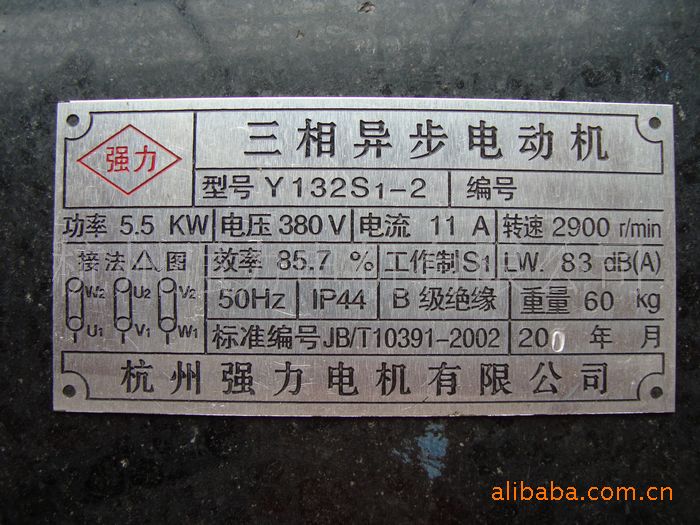 强力
三相异步电动机
型号 Y132S1-2 编号
功率 5.5 KW 电压 380 V 电流 11 A 转速 2900 r/min
接法 △ 图 效率 85.7 % 工作制 S1 LW. 83 dB(A)
W2 U2 V2
50Hz IP44 B 级绝缘 重量 60 kg
U1 V1 W1
标准编号 JB/T10391-2002 200 年 月
杭州强力电机有限公司
alibaba.com.cn